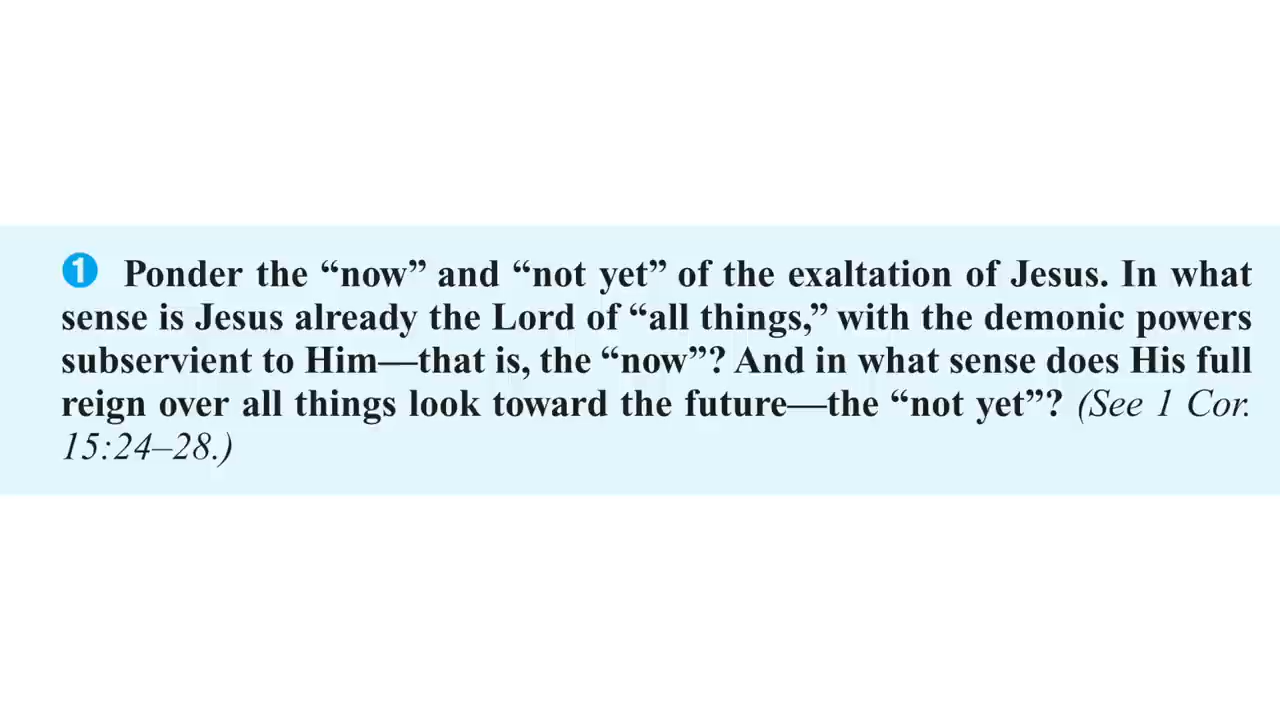 1 Ponder the “now” and “not yet” of the exaltation of Jesus. In what
sense is Jesus already the Lord of “all things,” with the demonic powers
subservient to Him—that is, the “now”? And in what sense does His full
reign over all things look toward the future—the “not yet”? (See 1 Cor.
15:24–28.)